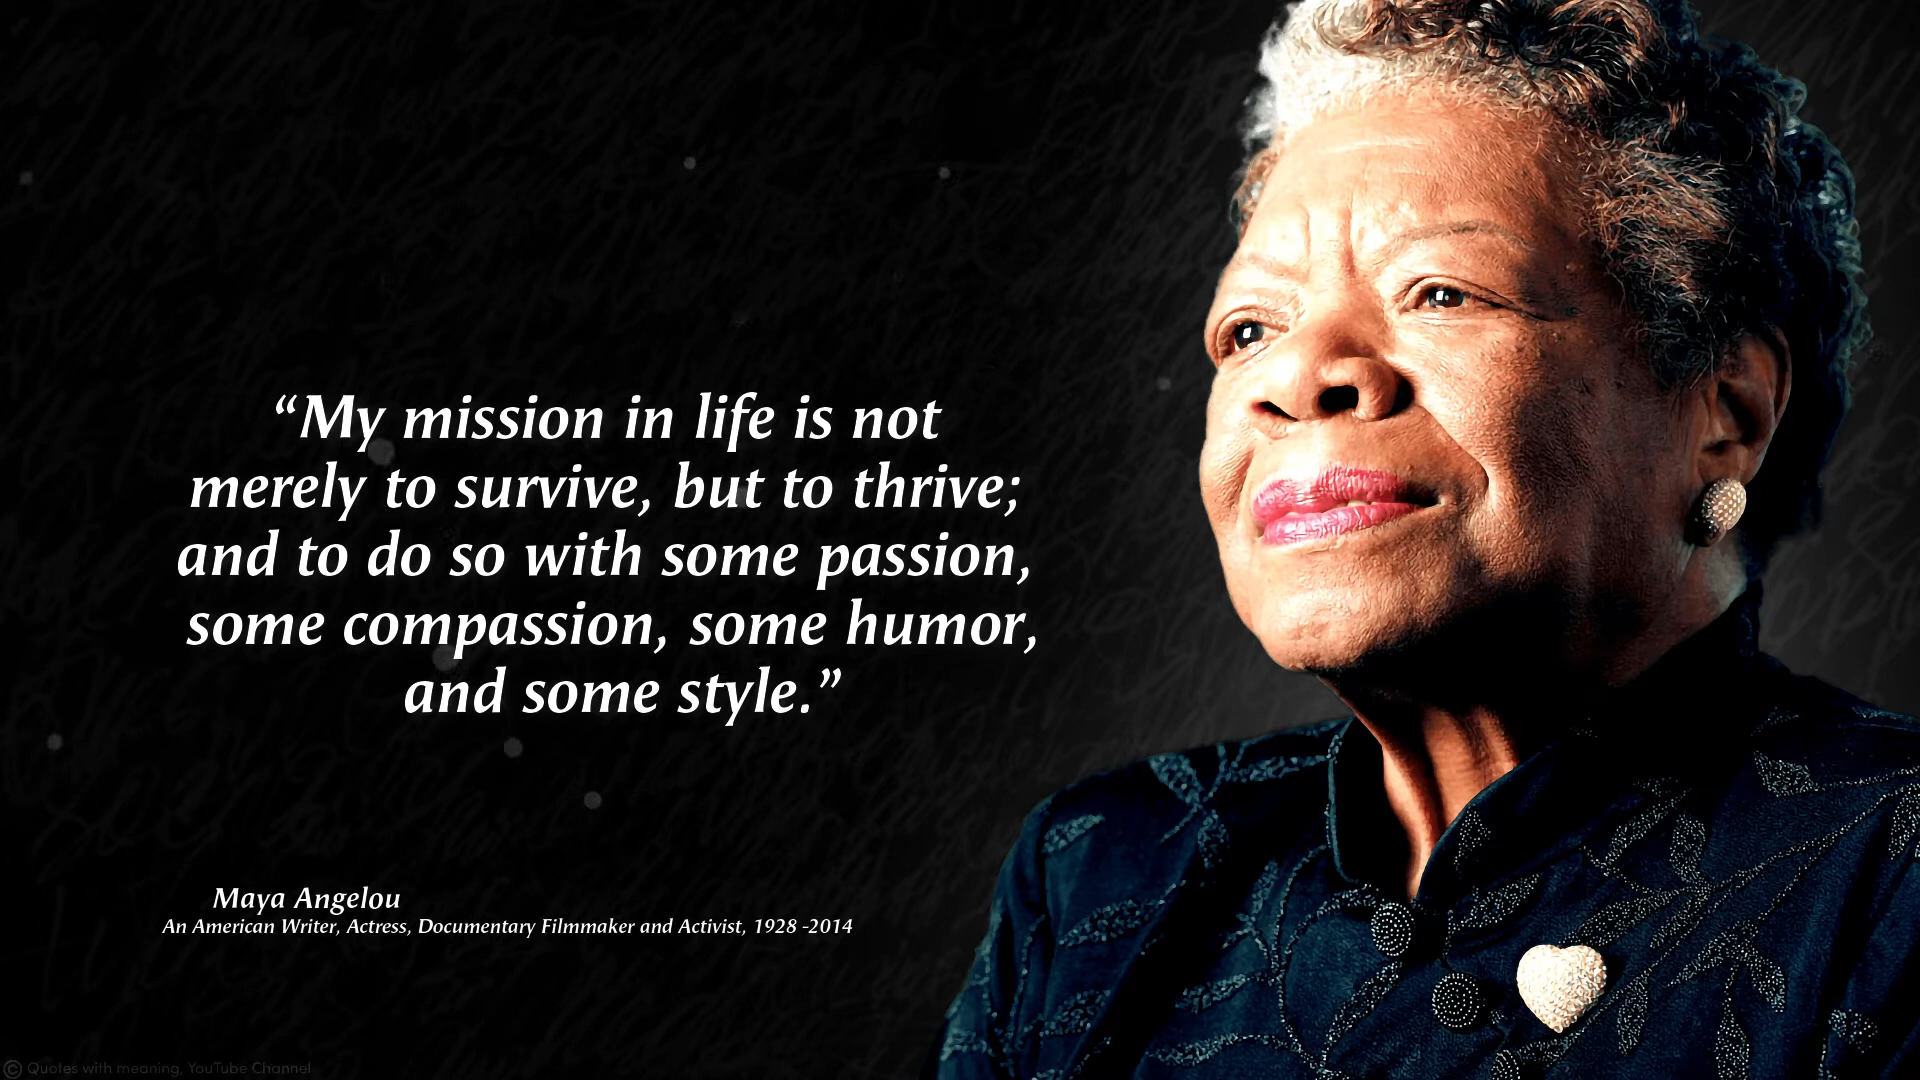 “My mission in life is not
merely to survive, but to thrive;
and to do so with some passion,
some compassion, some humor,
and some style.”
Maya Angelou
An American Writer, Actress, Documentary Filmmaker and Activist, 1928 -2014
© Quotes with meaning, YouTube Channel